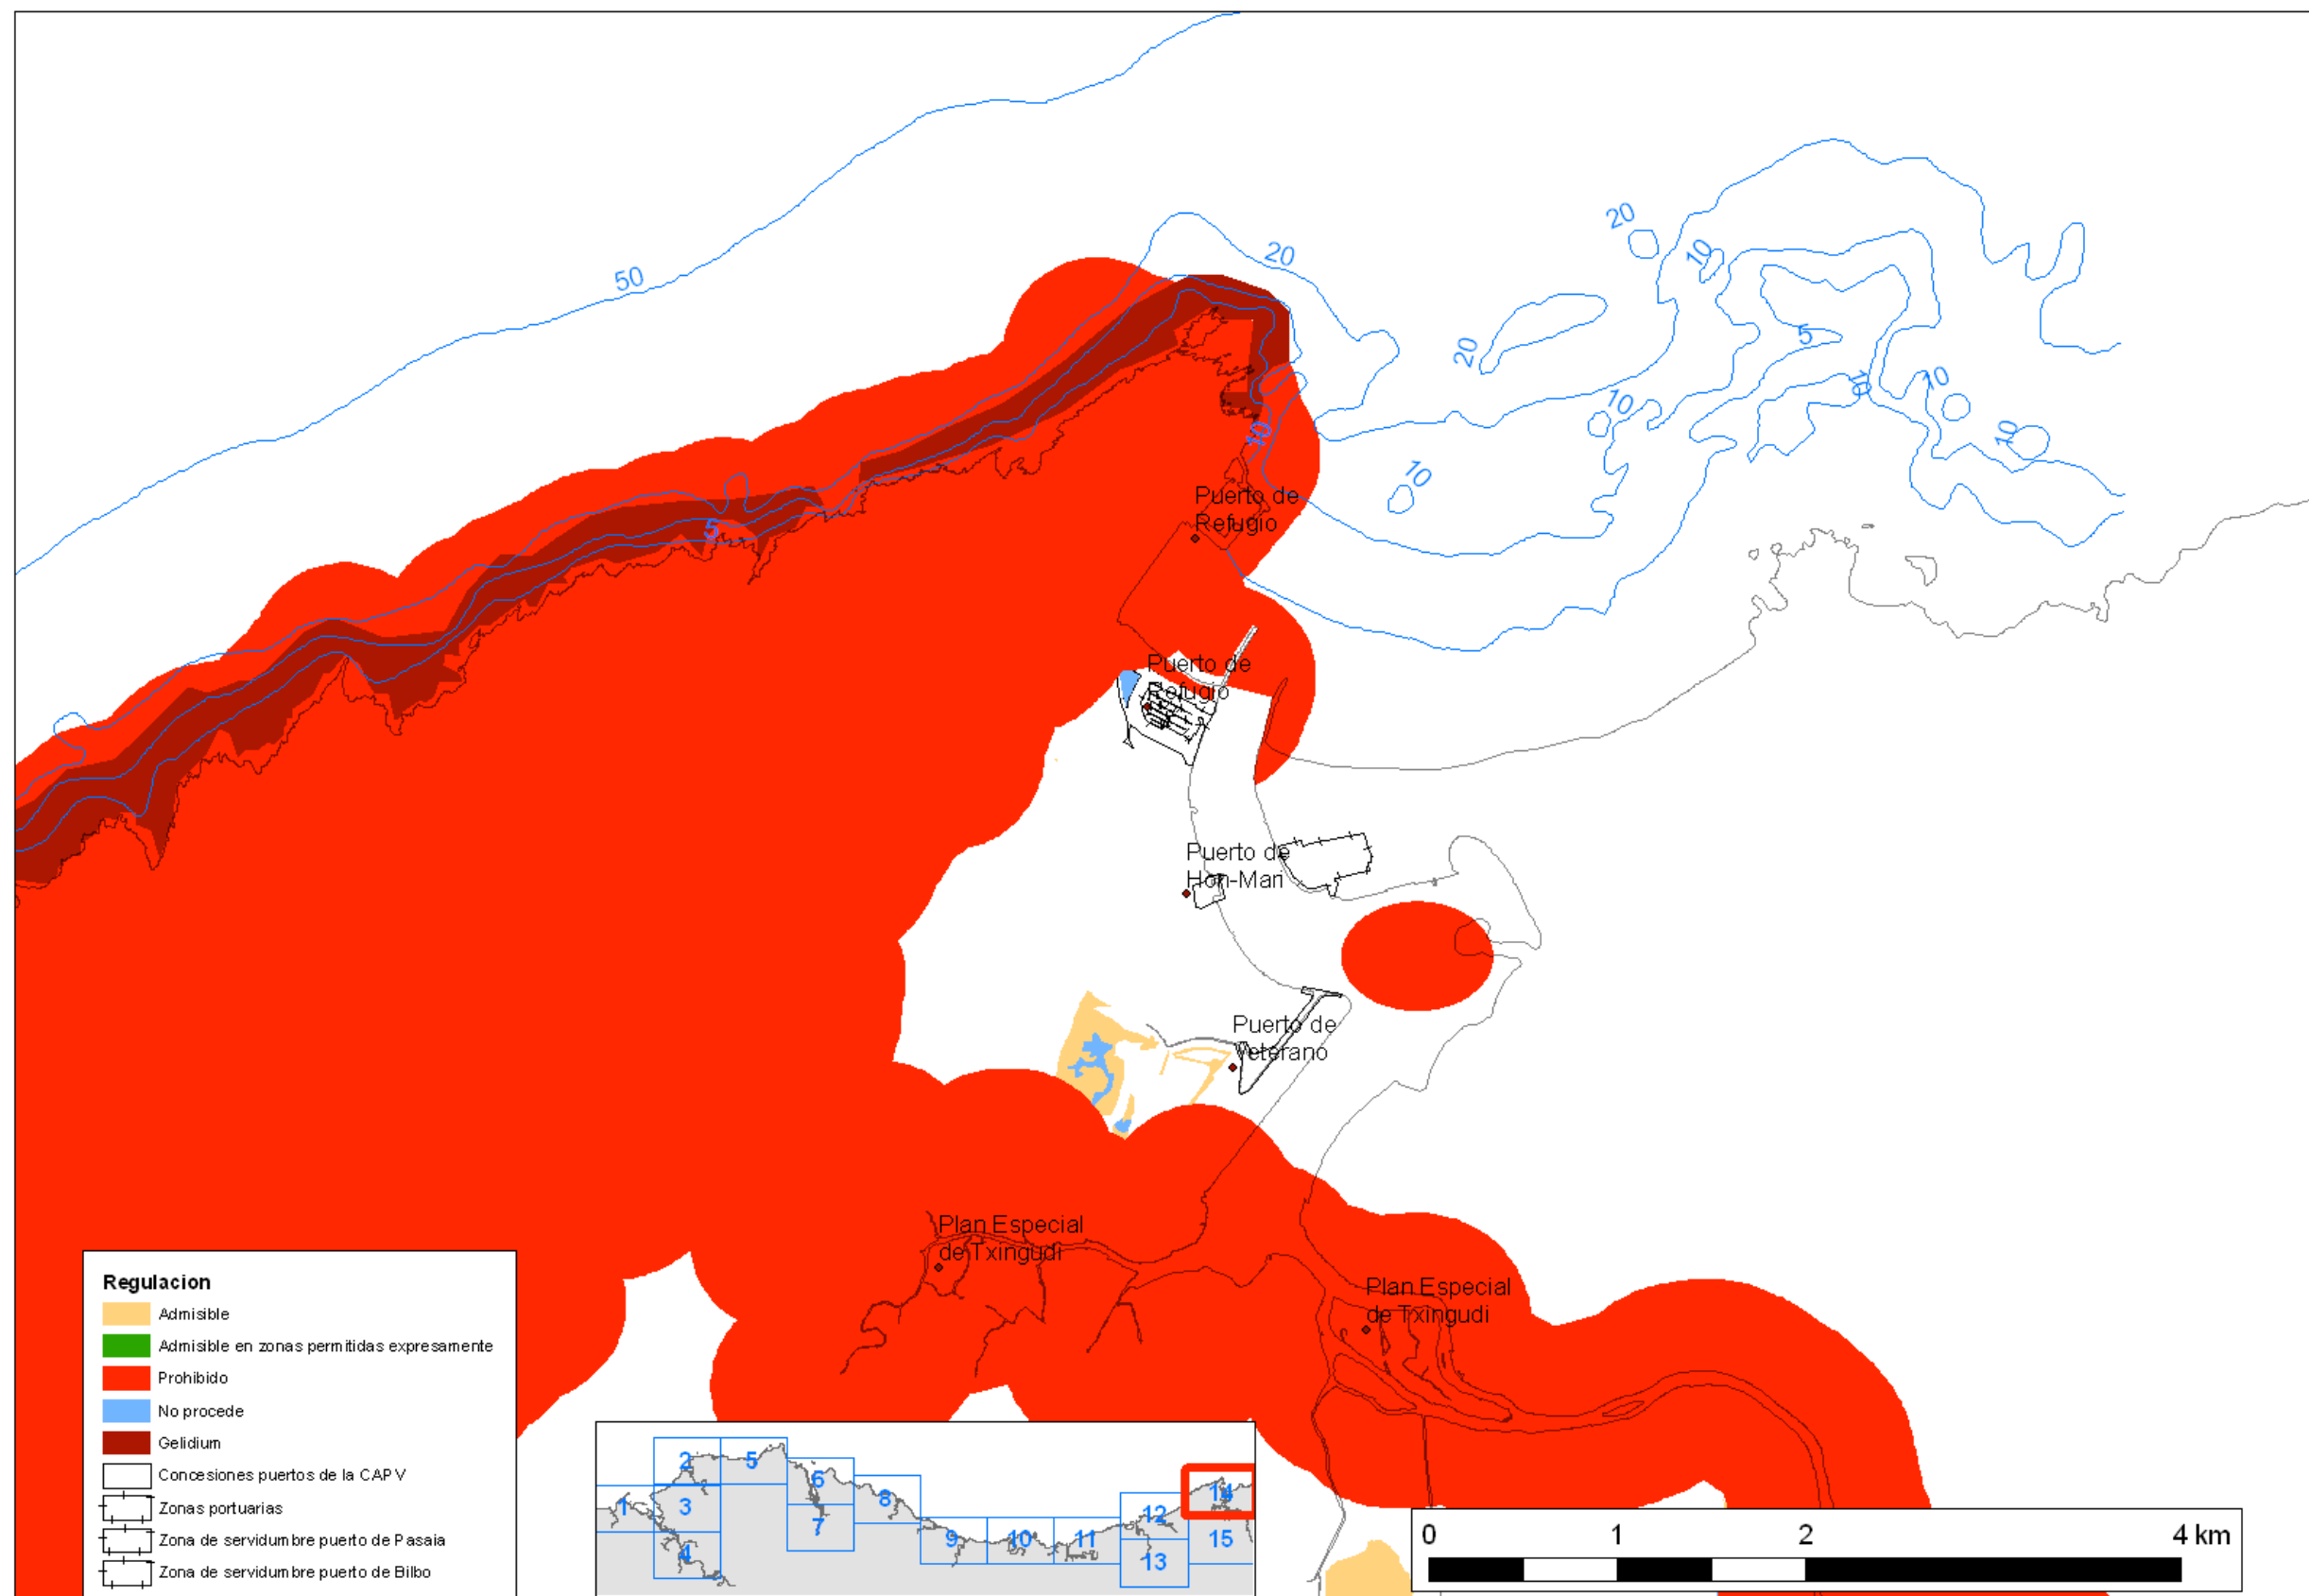 50
20
20
10
20
5
10
10
10
10
10
10
5
Puerto de
Refugio
Puerto de
Refugio
Puerto de
Hon-Mari
Puerto de
Veterano
Plan Especial
de Txingudi
Plan Especial
de Txingudi
Regulacion
Admisible
Admisible en zonas permitidas expresamente
Prohibido
No procede
Gelidium
Concesiones puertos de la CAPV
Zonas portuarias
Zona de servidumbre puerto de Pasaia
Zona de servidumbre puerto de Bilbo
1
2
3
4
5
6
7
8
9
10
11
12
13
14
15
0 1 2 4 km